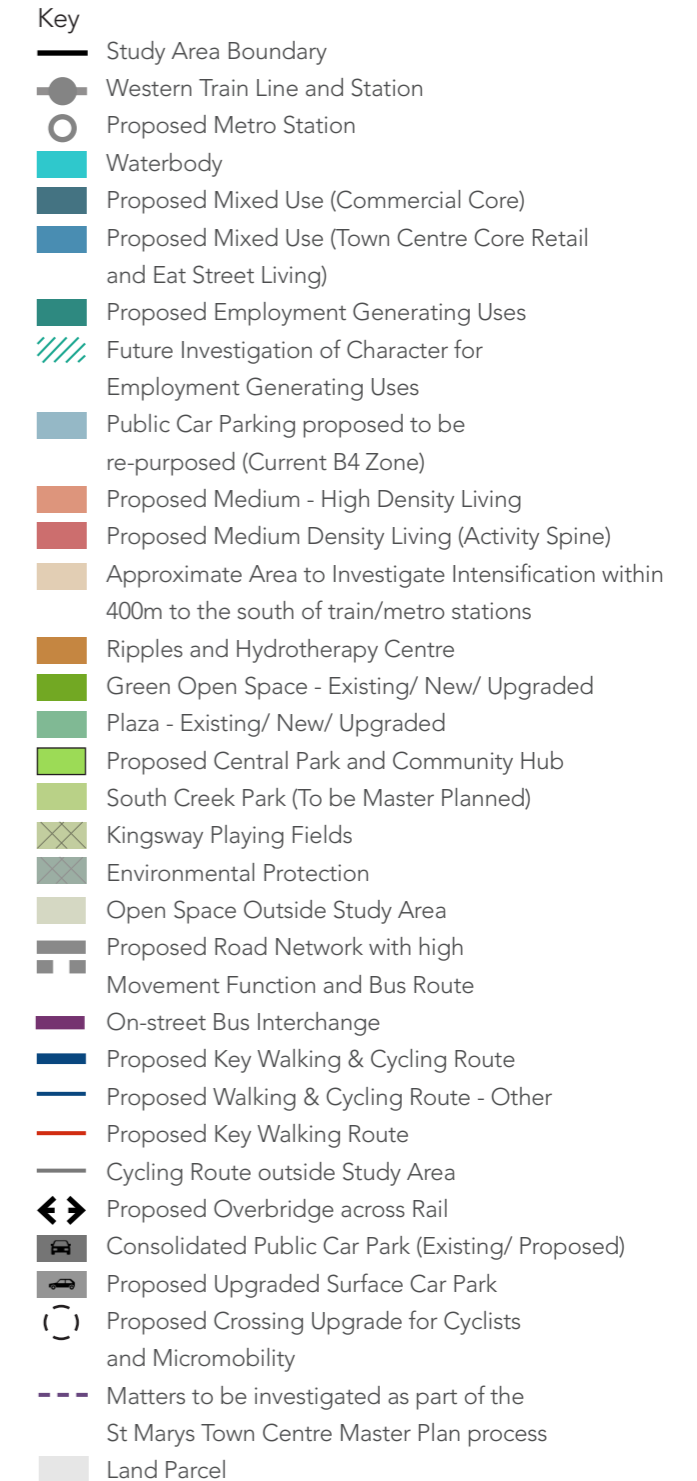 Key
Study Area Boundary
Western Train Line and Station
Proposed Metro Station
Waterbody
Proposed Mixed Use (Commercial Core)
Proposed Mixed Use (Town Centre Core Retail
and Eat Street Living)
Proposed Employment Generating Uses
Future Investigation of Character for
Employment Generating Uses
Public Car Parking proposed to be
re-purposed (Current B4 Zone)
Proposed Medium - High Density Living
Proposed Medium Density Living (Activity Spine)
Approximate Area to Investigate Intensification within
400m to the south of train/metro stations
Ripples and Hydrotherapy Centre
Green Open Space - Existing/ New/ Upgraded
Plaza - Existing/ New/ Upgraded
Proposed Central Park and Community Hub
South Creek Park (To be Master Planned)
Kingsway Playing Fields
Environmental Protection
Open Space Outside Study Area
Proposed Road Network with high
Movement Function and Bus Route
On-street Bus Interchange
Proposed Key Walking & Cycling Route
Proposed Walking & Cycling Route - Other
Proposed Key Walking Route
Cycling Route outside Study Area
Proposed Overbridge across Rail
Consolidated Public Car Park (Existing/ Proposed)
Proposed Upgraded Surface Car Park
Proposed Crossing Upgrade for Cyclists
and Micromobility
Matters to be investigated as part of the
St Marys Town Centre Master Plan process
Land Parcel